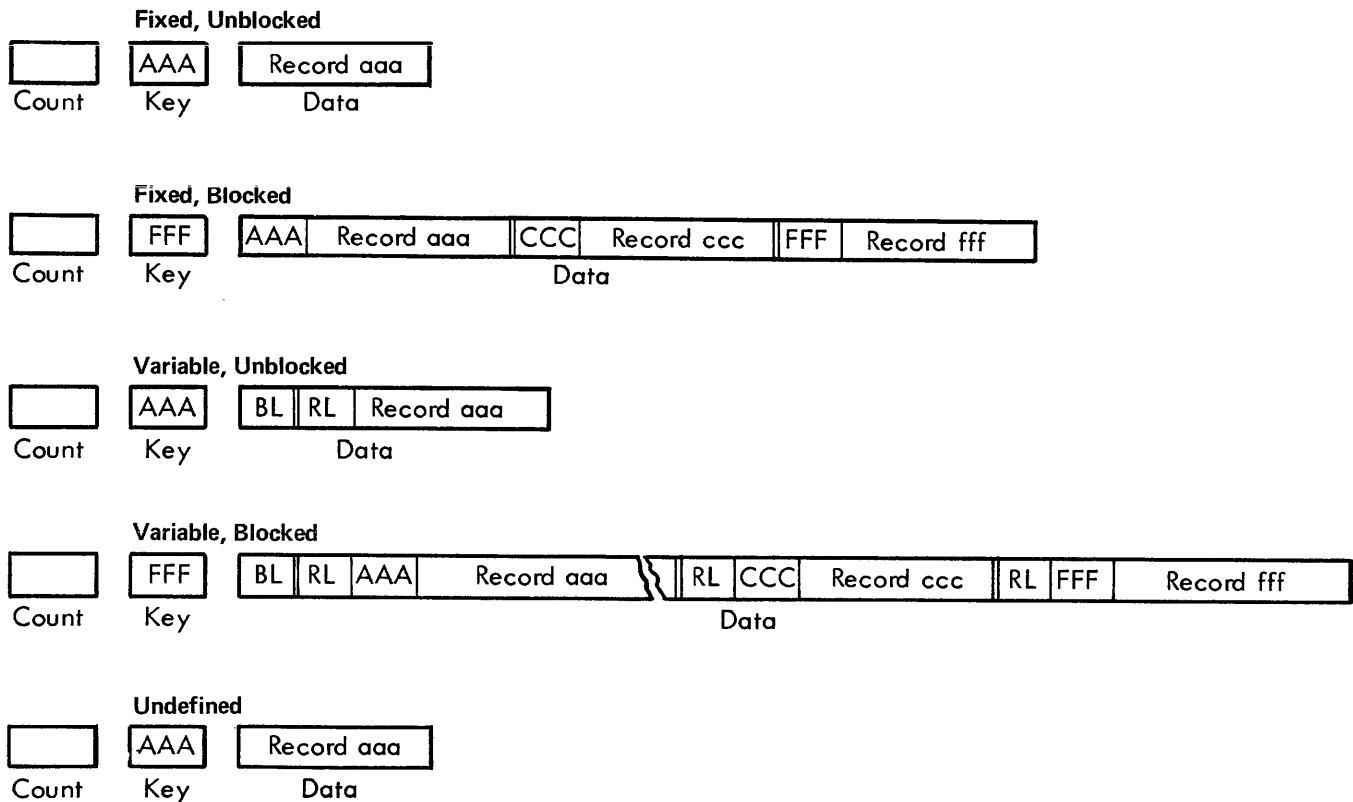 Fixed, Unblocked
AAA Record aaa
Count Key Data
Fixed, Blocked
FFF AAA Record aaa CCC Record ccc FFF Record fff
Count Key Data
Variable, Unblocked
AAA BL RL Record aaa
Count Key Data
Variable, Blocked
FFF BL RL AAA Record aaa RL CCC Record ccc RL FFF Record fff
Count Key Data
Undefined
AAA Record aaa
Count Key Data